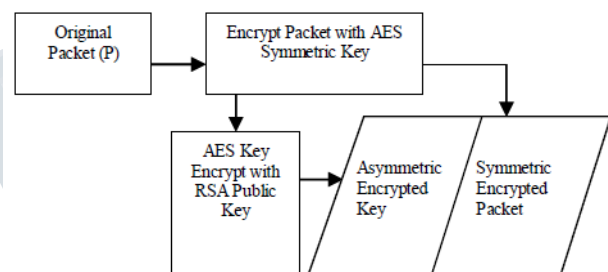 Original
Packet (P)
Encrypt Packet with AES
Symmetric Key
AES Key
Encrypt with
RSA Public
Key
Asymmetric
Encrypted
Key
Symmetric
Encrypted
Packet